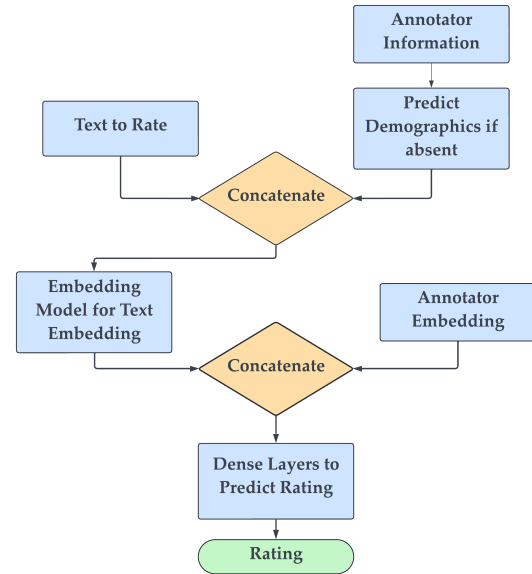 Annotator
Information
Text to Rate
Predict
Demographics if
absent
Concatenate
Embedding
Model for Text
Embedding
Annotator
Embedding
Concatenate
Dense Layers to
Predict Rating
Rating